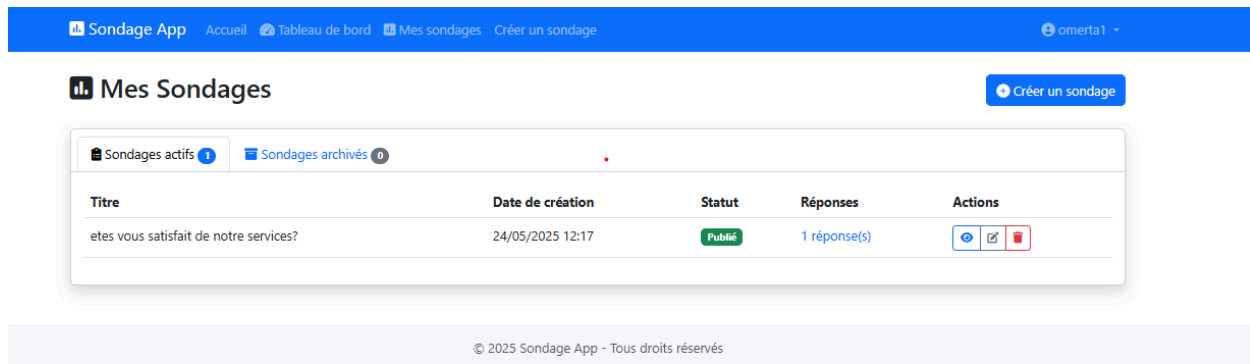 Sondage App Accueil Tableau de bord Mes sondages Créer un sondage omerta1
Mes Sondages Créer un sondage
Sondages actifs 1 Sondages archivés 0
Titre Date de création Statut Réponses Actions
etes vous satisfait de notre services? 24/05/2025 12:17 Publié 1 réponse(s)
© 2025 Sondage App - Tous droits réservés